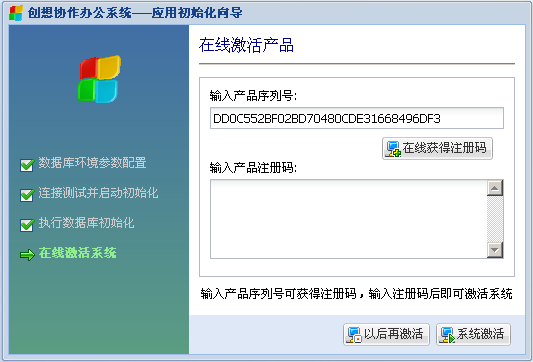 创想协作办公系统---应用初始化向导
在线激活产品
输入产品序列号:
DD0C552BF02BD70480CDE31668496DF3
在线获得注册码
输入产品注册码:
数据库环境参数配置
连接测试并启动初始化
执行数据库初始化
在线激活系统
输入产品序列号可获得注册码，输入注册码后即可激活系统
以后再激活
系统激活